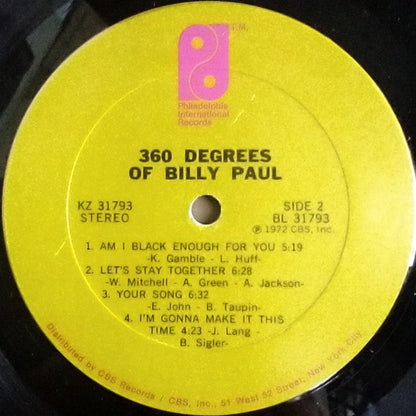 T.M.
Philadelphia
International
Records
360 DEGREES
OF BILLY PAUL
KZ 31793
STEREO
SIDE 2
BL 31793
℗ 1972 CBS, Inc.
1. AM I BLACK ENOUGH FOR YOU 5:19
-K. Gamble - L. Huff-
2. LET'S STAY TOGETHER 6:28
-W. Mitchell - A. Green - A. Jackson-
3. YOUR SONG 6:32
-E. John - B. Taupin-
4. I'M GONNA MAKE IT THIS
TIME 4:23 -J. Lang -
B. Sigler-
Distributed by CBS Records / CBS, Inc., 51 West 52 Street, New York City